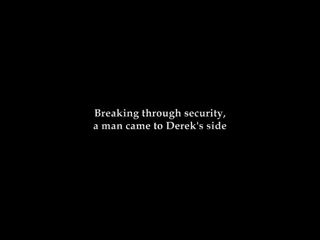 Breaking through security,
a man came to Derek's side